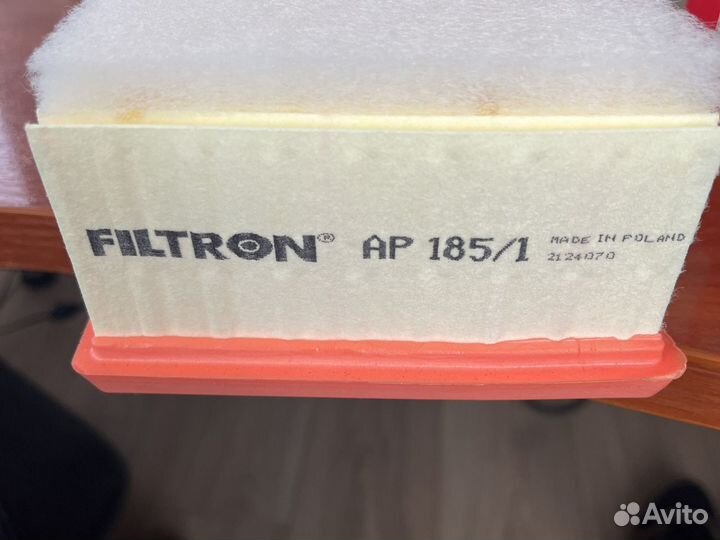 FILTRON® AP 185/1 MADE IN POLAND
2124070
Avito